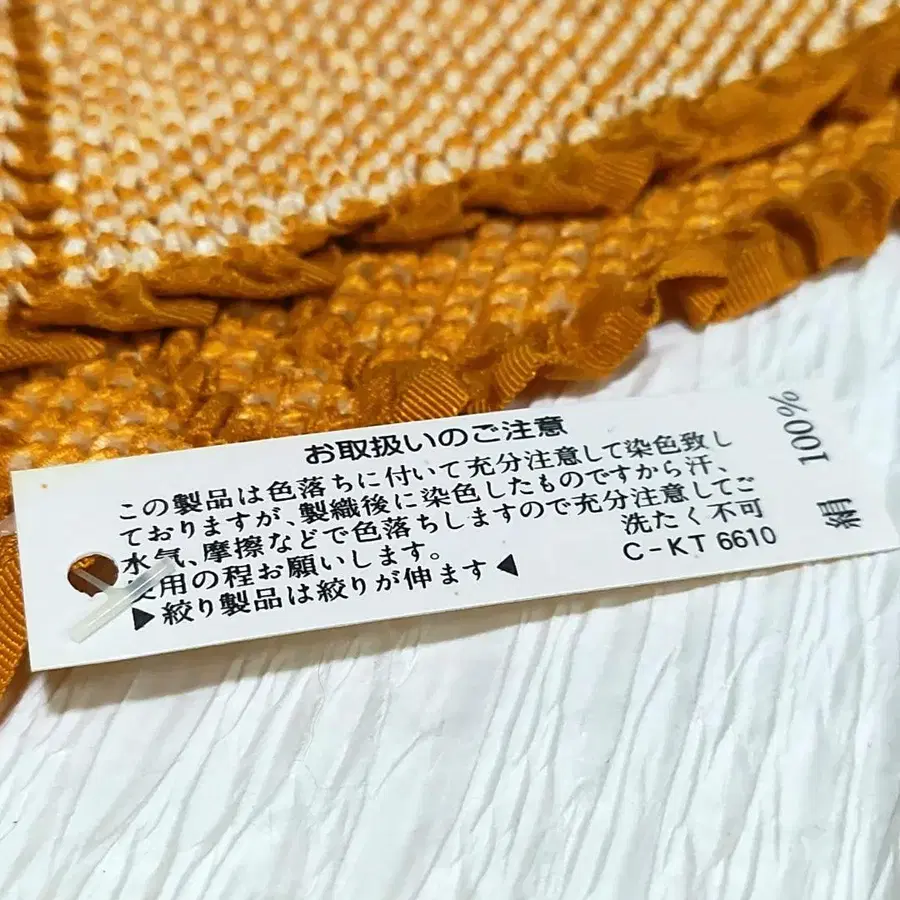 お取扱いのご注意
この製品は色落ちに付いて充分注意して染色致し
ておりますが、製織後に染色したものですから汗、
水気、摩擦などで色落ちしますので充分注意してご
使用の程お願いします。
洗たく不可
▶絞り製品は絞りが伸ます◀
C-KT 6610
絹 100%